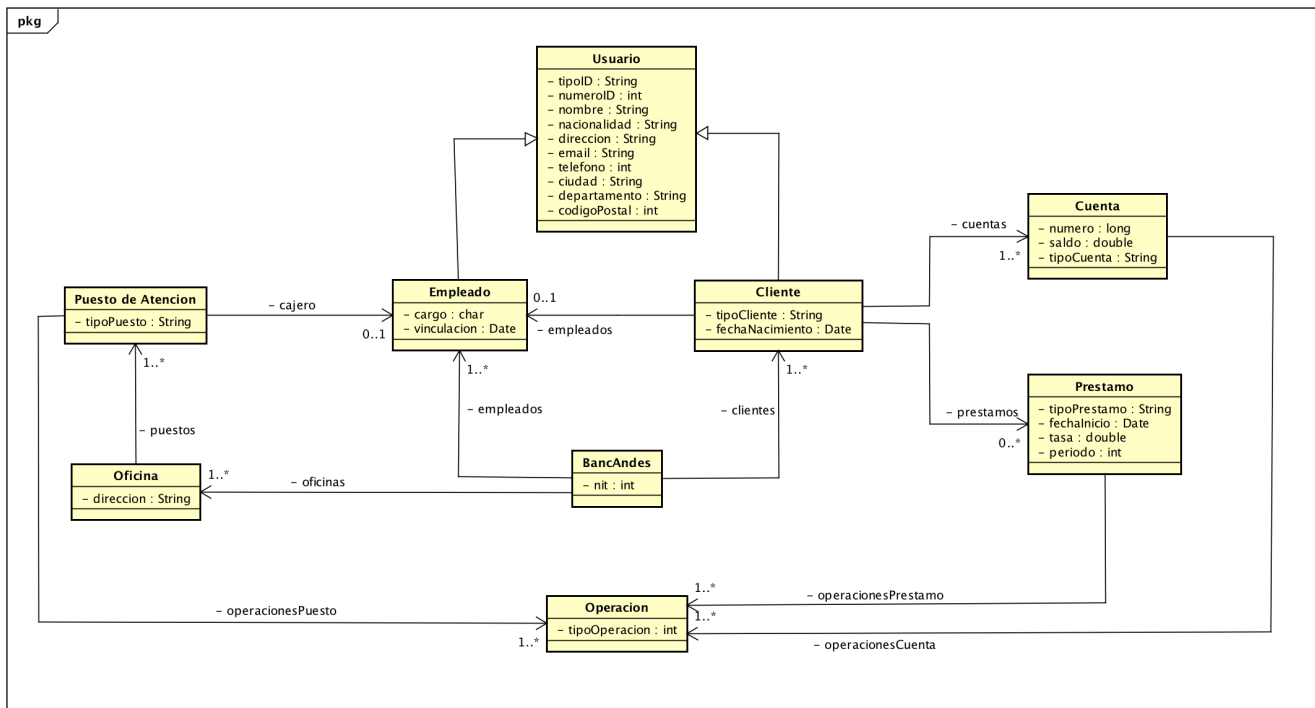 pkg
Usuario
- tipoID : String
- numeroID : int
- nombre : String
- nacionalidad : String
- direccion : String
- email : String
- telefono : int
- ciudad : String
- departamento : String
- codigoPostal : int
Cuenta
- numero : long
- saldo : double
- tipoCuenta : String
- cuentas
1..*
Puesto de Atencion
- tipoPuesto : String
- cajero
0..1
Empleado
- cargo : char
- vinculacion : Date
0..1
- empleados
Cliente
- tipoCliente : String
- fechaNacimiento : Date
1..*
1..*
1..*
- puestos
- empleados
- clientes
- prestamos
0..*
Prestamo
- tipoPrestamo : String
- fechaInicio : Date
- tasa : double
- periodo : int
Oficina
- direccion : String
1..*
- oficinas
BancAndes
- nit : int
- operacionesPuesto
1..*
Operacion
- tipoOperacion : int
1..*
- operacionesPrestamo
1..*
- operacionesCuenta